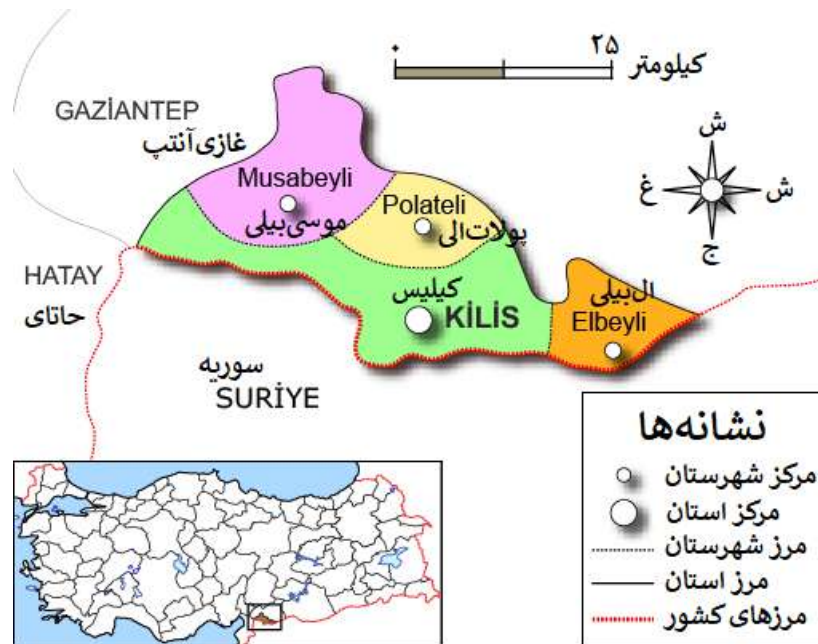 ۰ ۲۵
کیلومتر
GAZİANTEP
غازی‌آنتپ
ش
غ ش
ج
Musabeyli
موسی‌بیلی
Polateli
پولات‌الی
HATAY
حاتای
کیلیس
KİLIS
ال‌بیلی
Elbeyli
سوریه
SURİYE
نشانه‌ها
مرکز شهرستان
مرکز استان
مرز شهرستان
مرز استان
مرزهای کشور